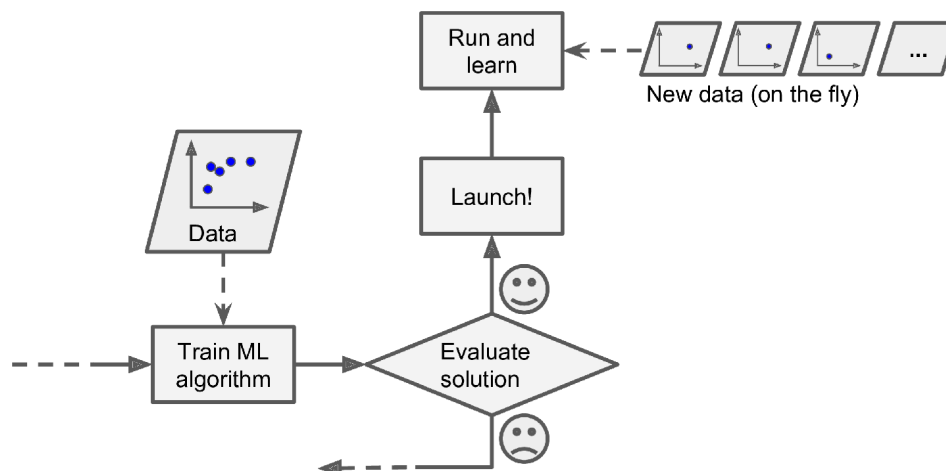 Run and
learn
...
New data (on the fly)
Launch!
Data
Train ML
algorithm
Evaluate
solution